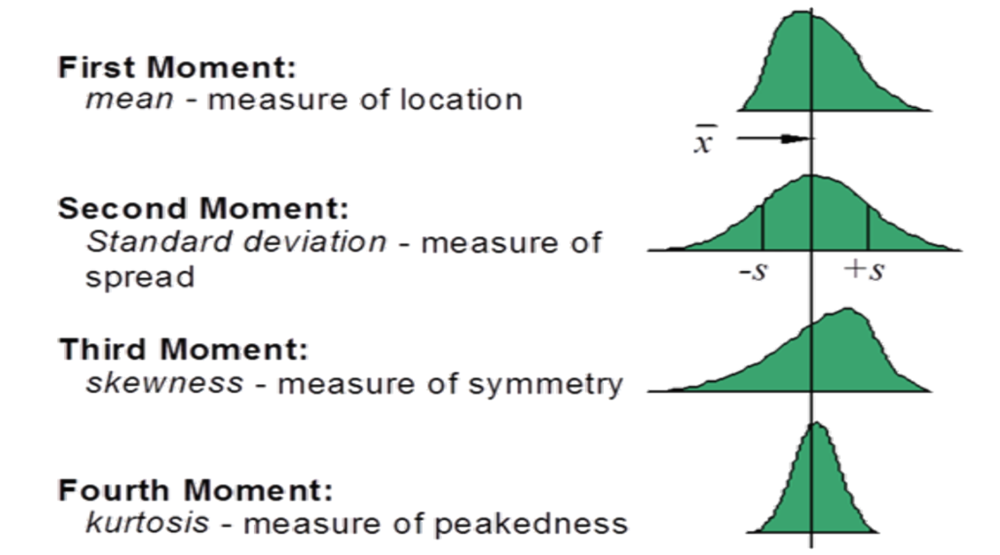 First Moment:
mean - measure of location
x̄
Second Moment:
Standard deviation - measure of
spread
-s +s
Third Moment:
skewness - measure of symmetry
Fourth Moment:
kurtosis - measure of peakedness